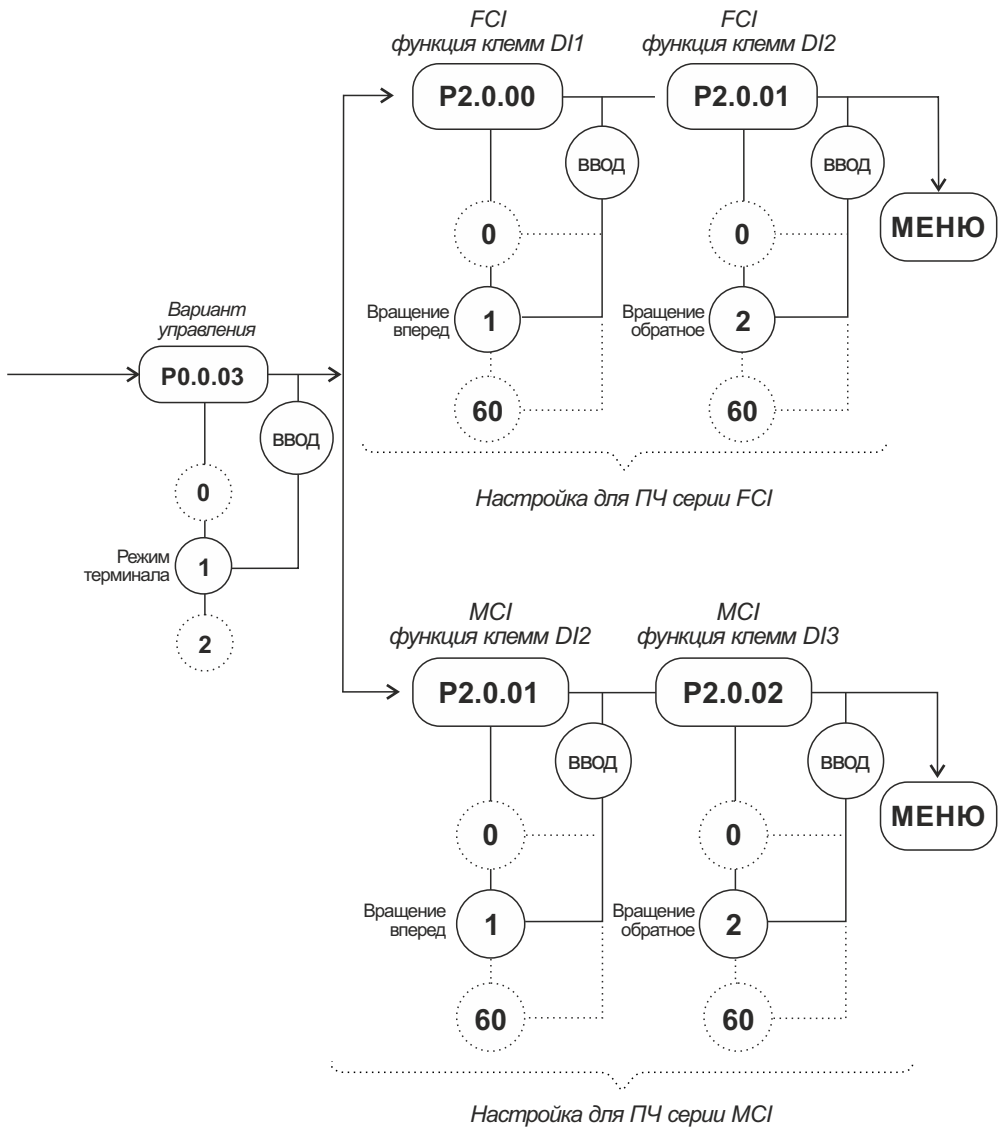 Вариант
управления
P0.0.03
ВВОД
0
Режим
терминала
1
2
FCI
функция клемм DI1
P2.0.00
ВВОД
0
Вращение
вперед
1
60
FCI
функция клемм DI2
P2.0.01
ВВОД
0
Вращение
обратное
2
60
МЕНЮ
Настройка для ПЧ серии FCI
MCI
функция клемм DI2
P2.0.01
ВВОД
0
Вращение
вперед
1
60
MCI
функция клемм DI3
P2.0.02
ВВОД
0
Вращение
обратное
2
60
МЕНЮ
Настройка для ПЧ серии MCI